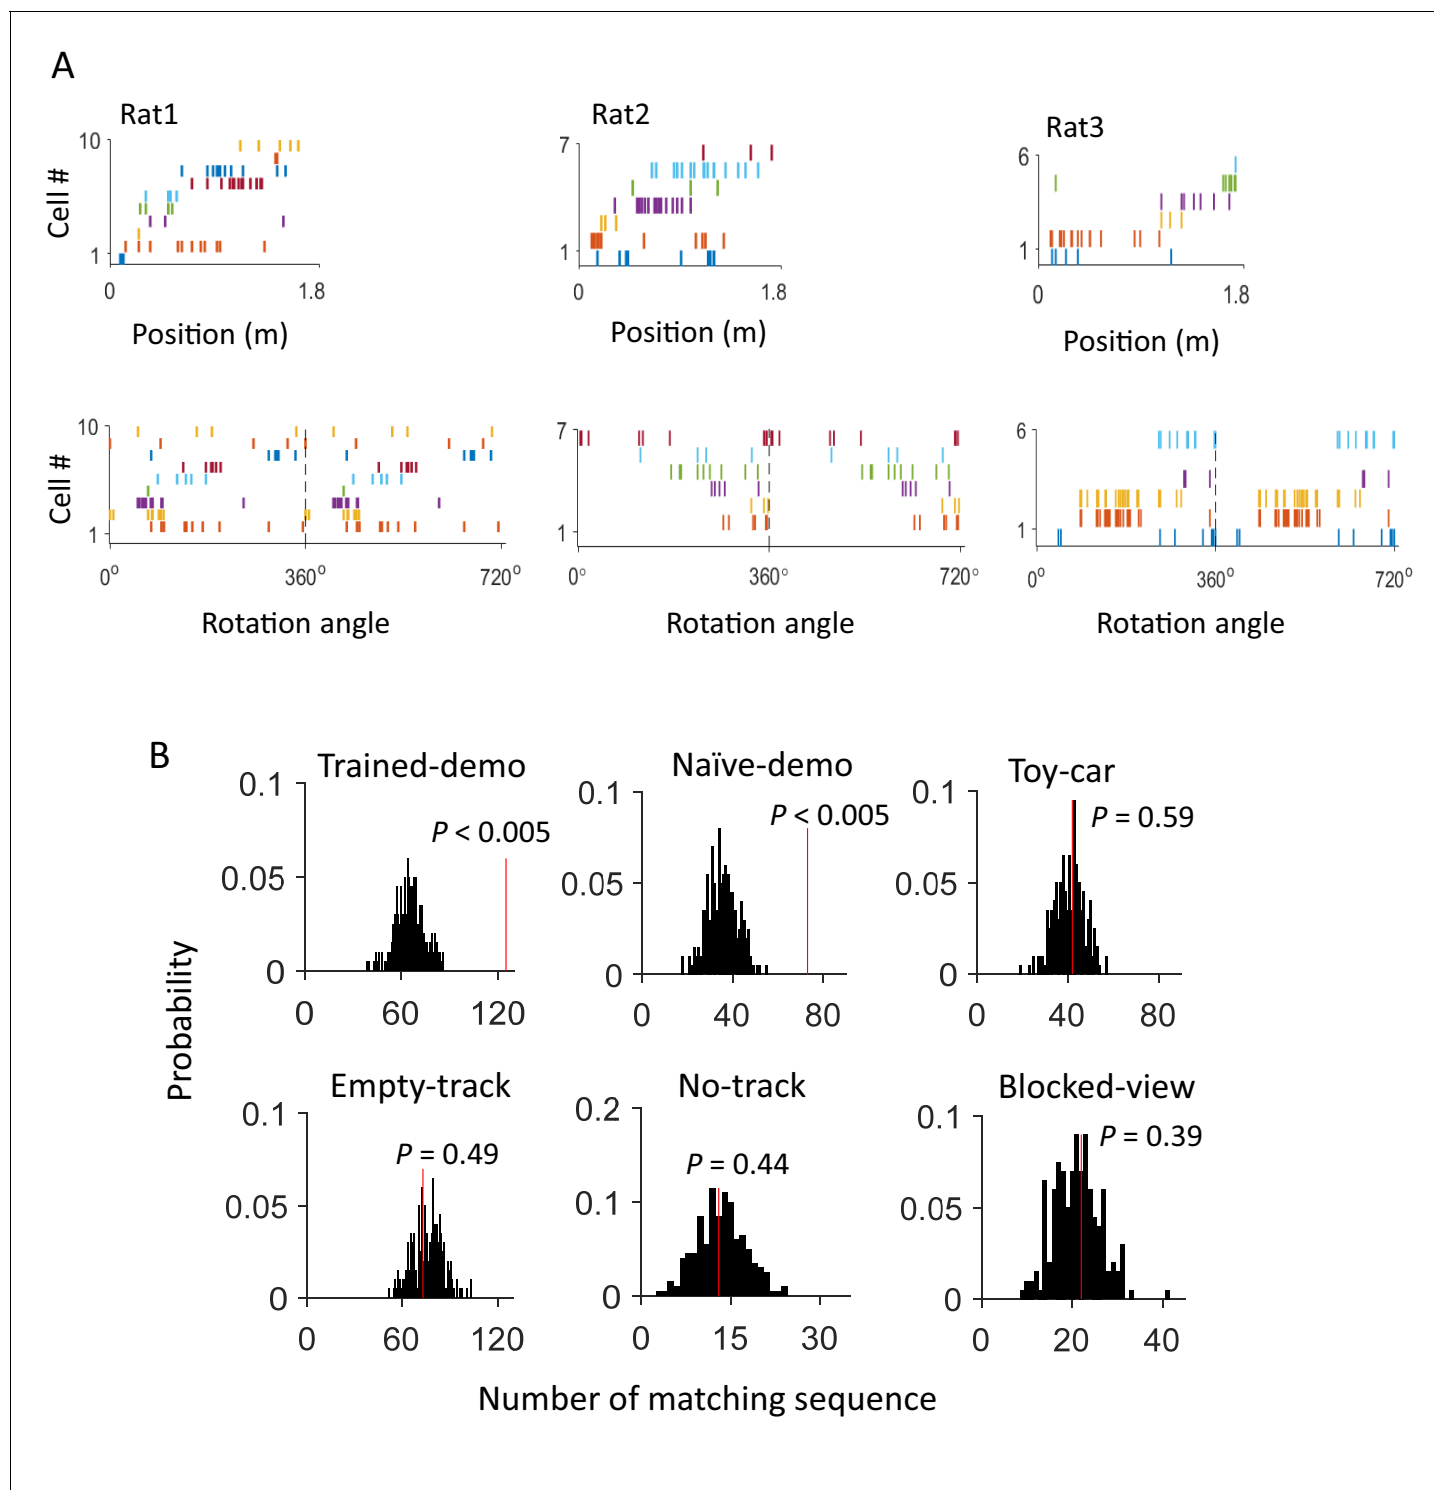 A
Rat1
Rat2
Rat3
10
1
Cell #
0
1.8
Position (m)
7
1
0
1.8
Position (m)
6
1
0
1.8
Position (m)
10
1
Cell #
0°
360°
720°
Rotation angle
7
1
0°
360°
720°
Rotation angle
6
1
0°
360°
720°
Rotation angle
B
Probability
Trained-demo
P < 0.005
0.1
0.05
0
0
60
120
Naïve-demo
P < 0.005
0.1
0.05
0
0
40
80
Toy-car
P = 0.59
0.1
0.05
0
0
40
80
Empty-track
P = 0.49
0.1
0.05
0
0
60
120
No-track
P = 0.44
0.2
0.1
0
0
15
30
Blocked-view
P = 0.39
0.1
0.05
0
0
20
40
Number of matching sequence